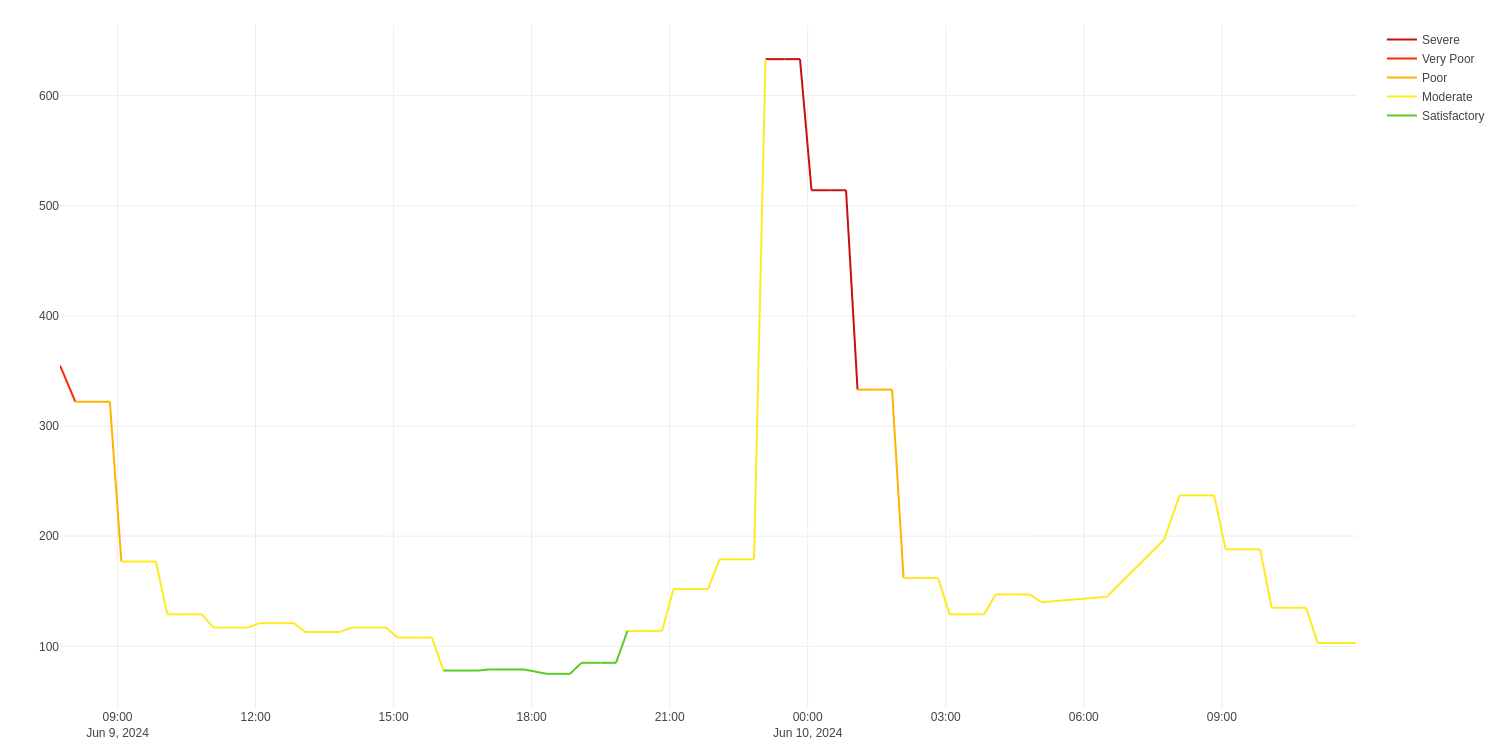 600
500
400
300
200
100
09:00
Jun 9, 2024
12:00
15:00
18:00
21:00
00:00
Jun 10, 2024
03:00
06:00
09:00
Severe
Very Poor
Poor
Moderate
Satisfactory